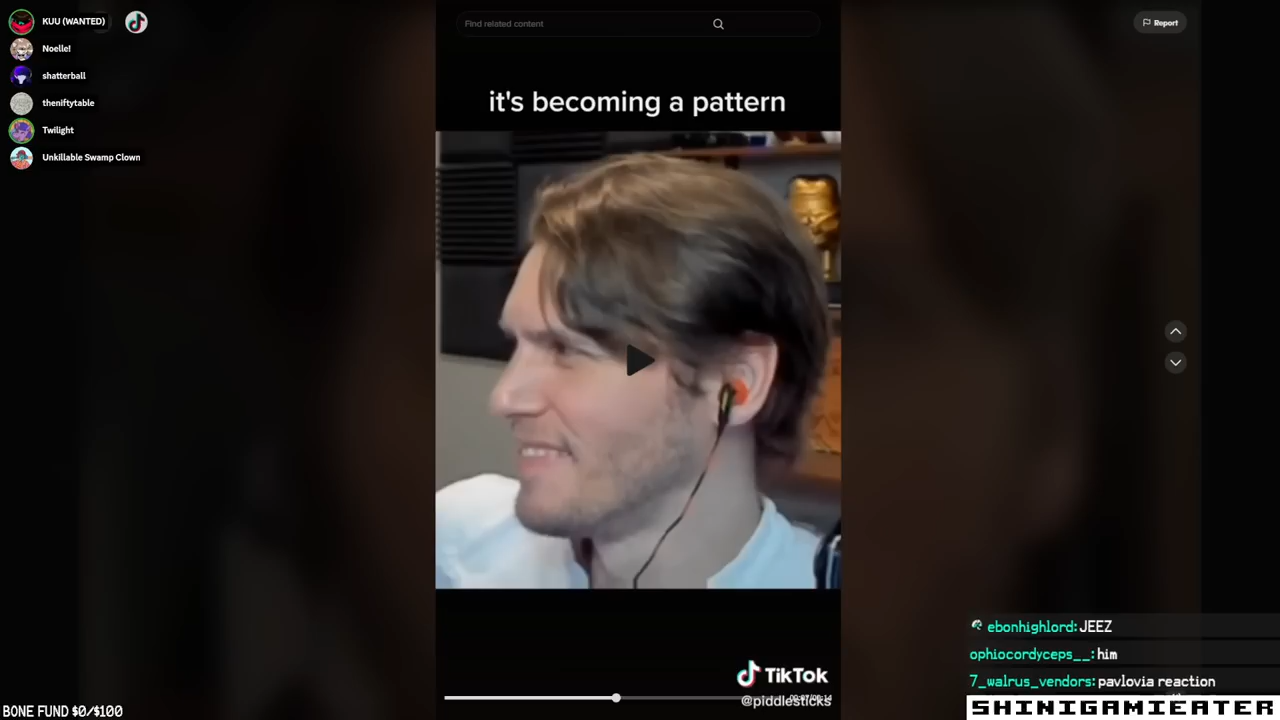 KUU (WANTED)
Noelle!
shatterball
theniftytable
Twilight
Unkillable Swamp Clown
Find related content
Report
it's becoming a pattern
TikTok
@piddlesticks
ebonhighlord: JEEZ
ophiocordyceps__: him
7_walrus_vendors: pavlovia reaction
SHINIGAMIEATER
BONE FUND $0/$100